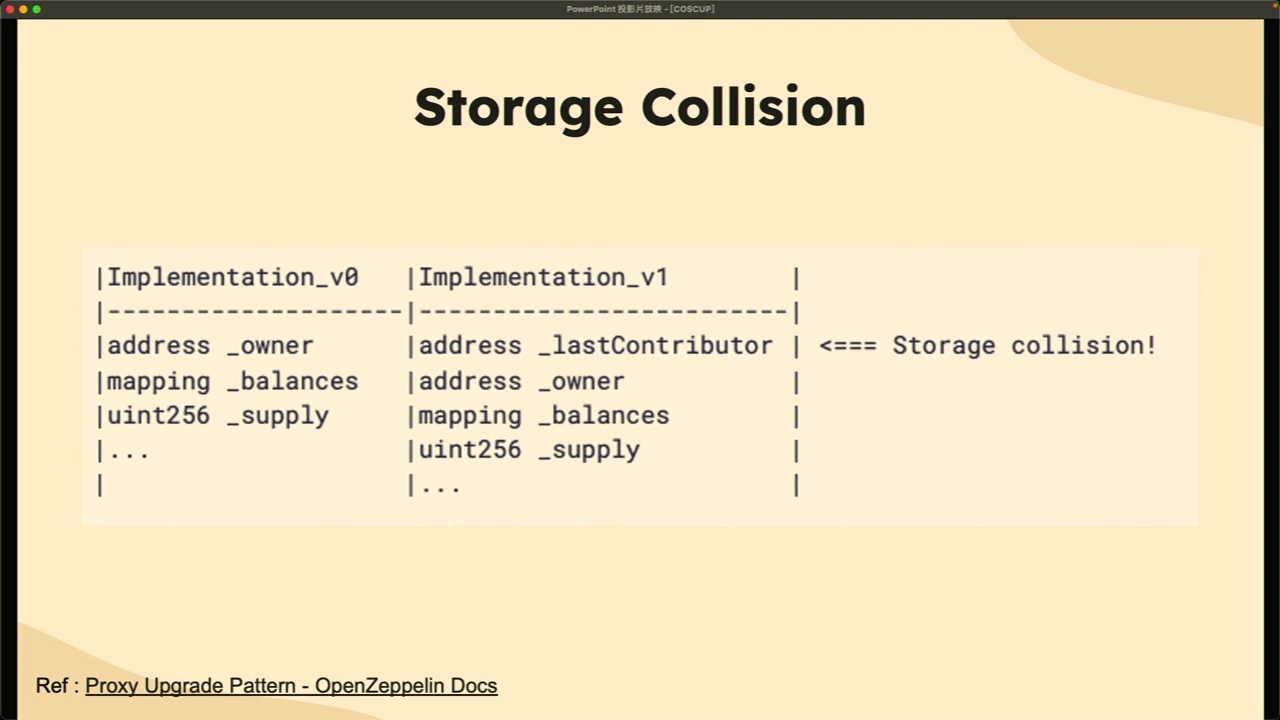 PowerPoint 投影片放映 - [COSCUP]
Storage Collision
|Implementation_v0   |Implementation_v1         |
|--------------------|-------------------------|
|address _owner      |address _lastContributor | <=== Storage collision!
|mapping _balances   |address _owner           |
|uint256 _supply     |mapping _balances        |
|...                 |uint256 _supply          |
|                    |...                      |
Ref : Proxy Upgrade Pattern - OpenZeppelin Docs